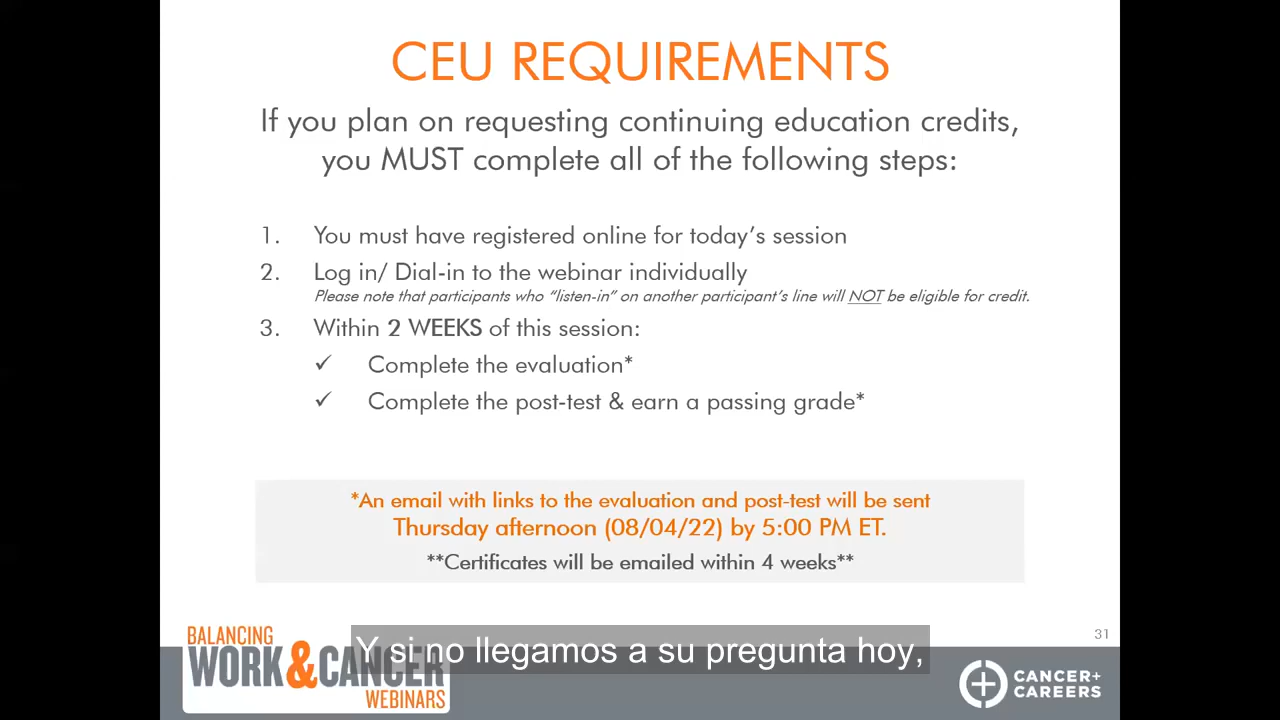 CEU REQUIREMENTS
If you plan on requesting continuing education credits,
you MUST complete all of the following steps:
1. You must have registered online for today's session
2. Log in/ Dial-in to the webinar individually
Please note that participants who "listen-in" on another participant's line will NOT be eligible for credit.
3. Within 2 WEEKS of this session:
✓ Complete the evaluation*
✓ Complete the post-test & earn a passing grade*
*An email with links to the evaluation and post-test will be sent
Thursday afternoon (08/04/22) by 5:00 PM ET.
**Certificates will be emailed within 4 weeks**
31
BALANCING
WORK & CANCER
WEBINARS
Y si no llegamos a su pregunta hoy,
CANCER+
CAREERS